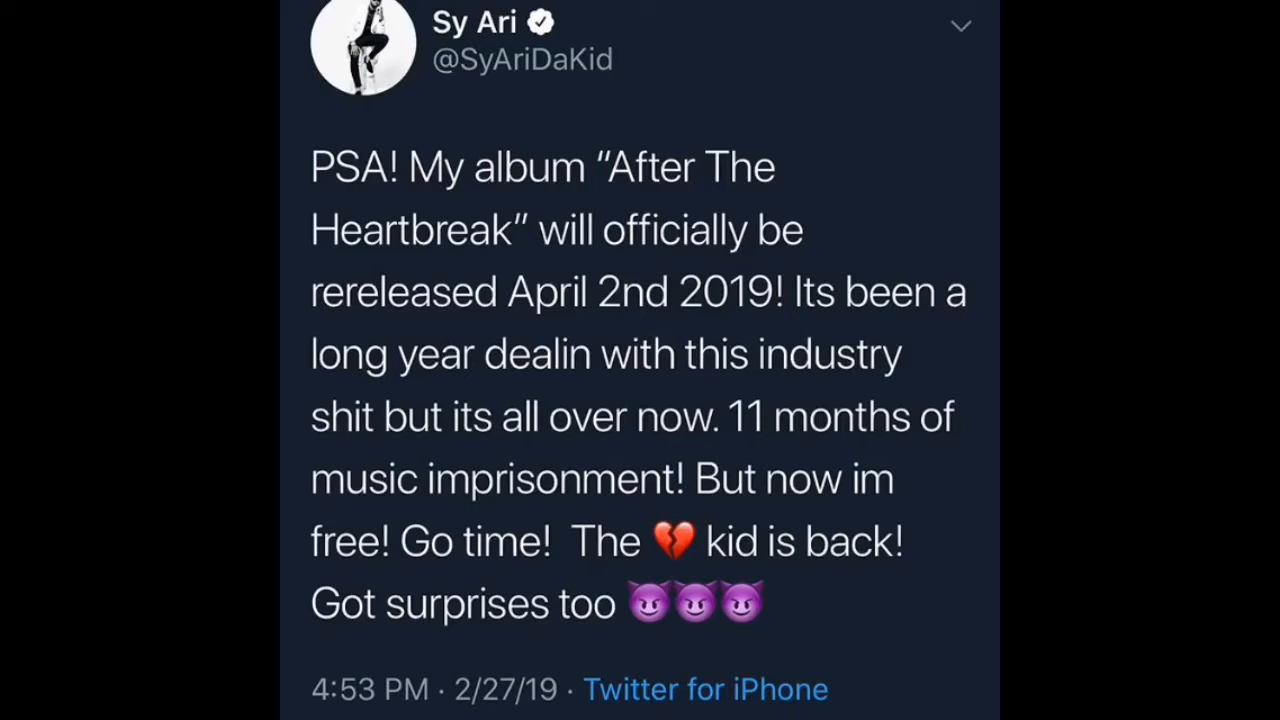 Sy Ari
@SyAriDaKid
PSA! My album “After The
Heartbreak” will officially be
rereleased April 2nd 2019! Its been a
long year dealin with this industry
shit but its all over now. 11 months of
music imprisonment! But now im
free! Go time!  The 💔 kid is back!
Got surprises too 😈😈😈
4:53 PM · 2/27/19 · Twitter for iPhone